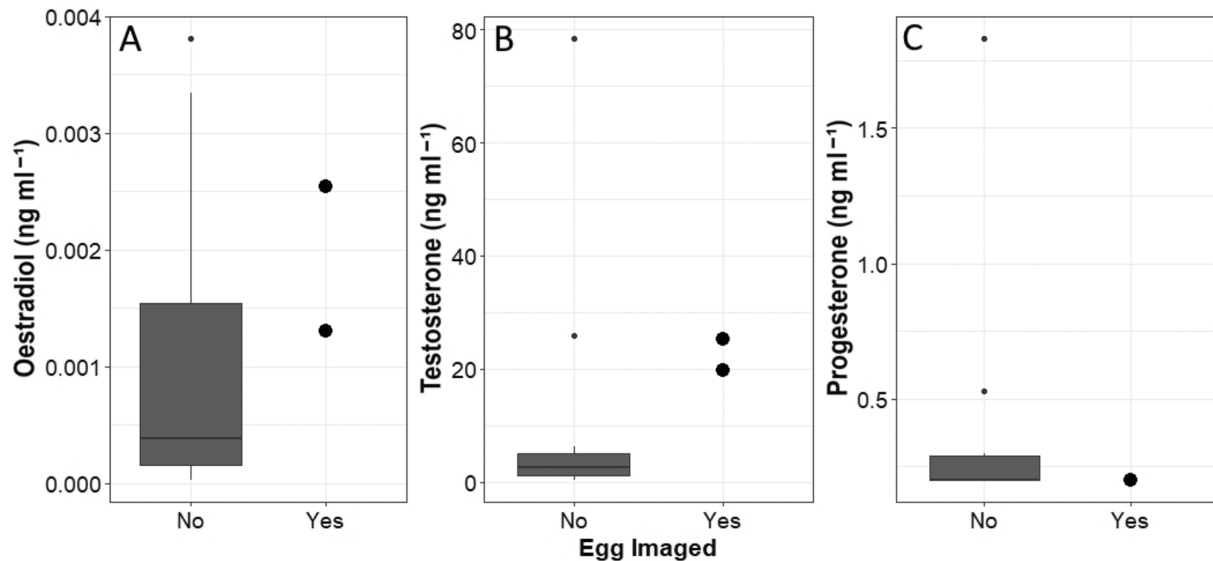 A
Oestradiol (ng ml⁻¹)
0.004
0.003
0.002
0.001
0.000
No Yes
B
Testosterone (ng ml⁻¹)
80
60
40
20
0
No Yes
C
Progesterone (ng ml⁻¹)
1.5
1.0
0.5
No Yes
Egg Imaged